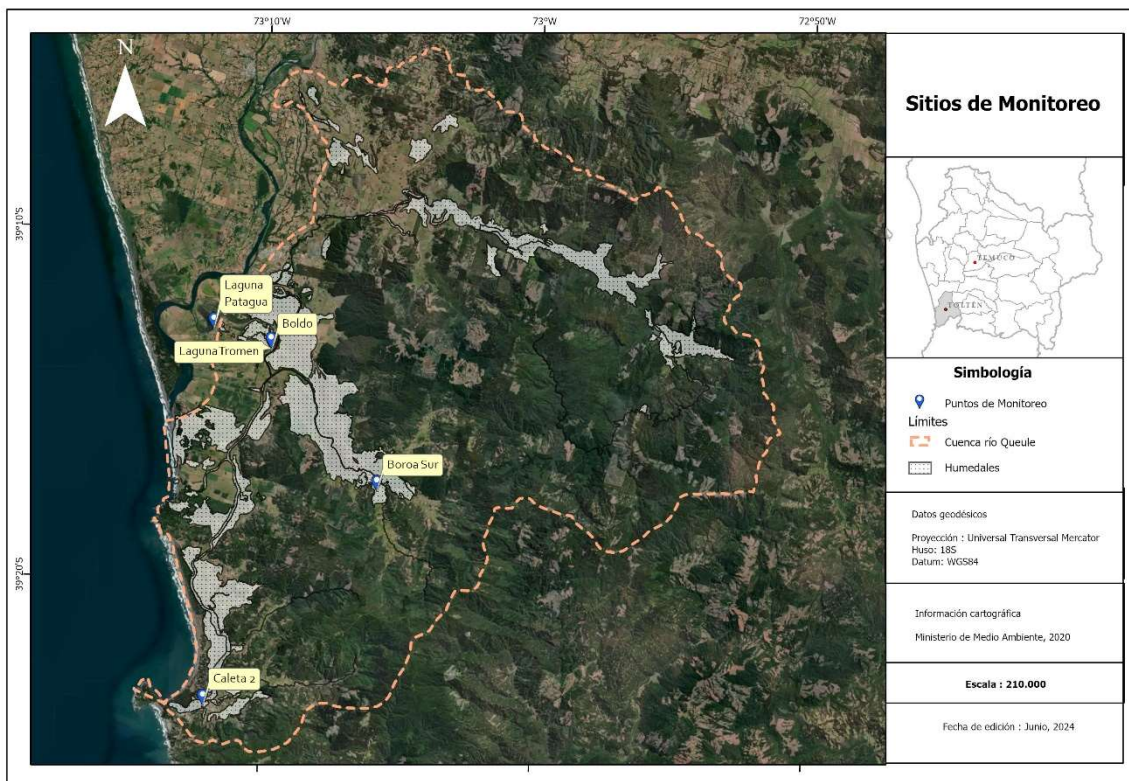 73°10'W
73°0'W
72°50'W
39°10'S
39°20'S
N
Laguna
Patagua
Boldo
Laguna Tromen
Boroa Sur
Caleta 2
Sitios de Monitoreo
TEMUCO
TOLTÉN
Simbología
Puntos de Monitoreo
Límites
Cuenca río Queule
Humedales
Datos geodésicos
Proyección : Universal Transversal Mercator
Huso: 18S
Datum: WGS84
Información cartográfica
Ministerio de Medio Ambiente, 2020
Escala : 210.000
Fecha de edición : Junio, 2024